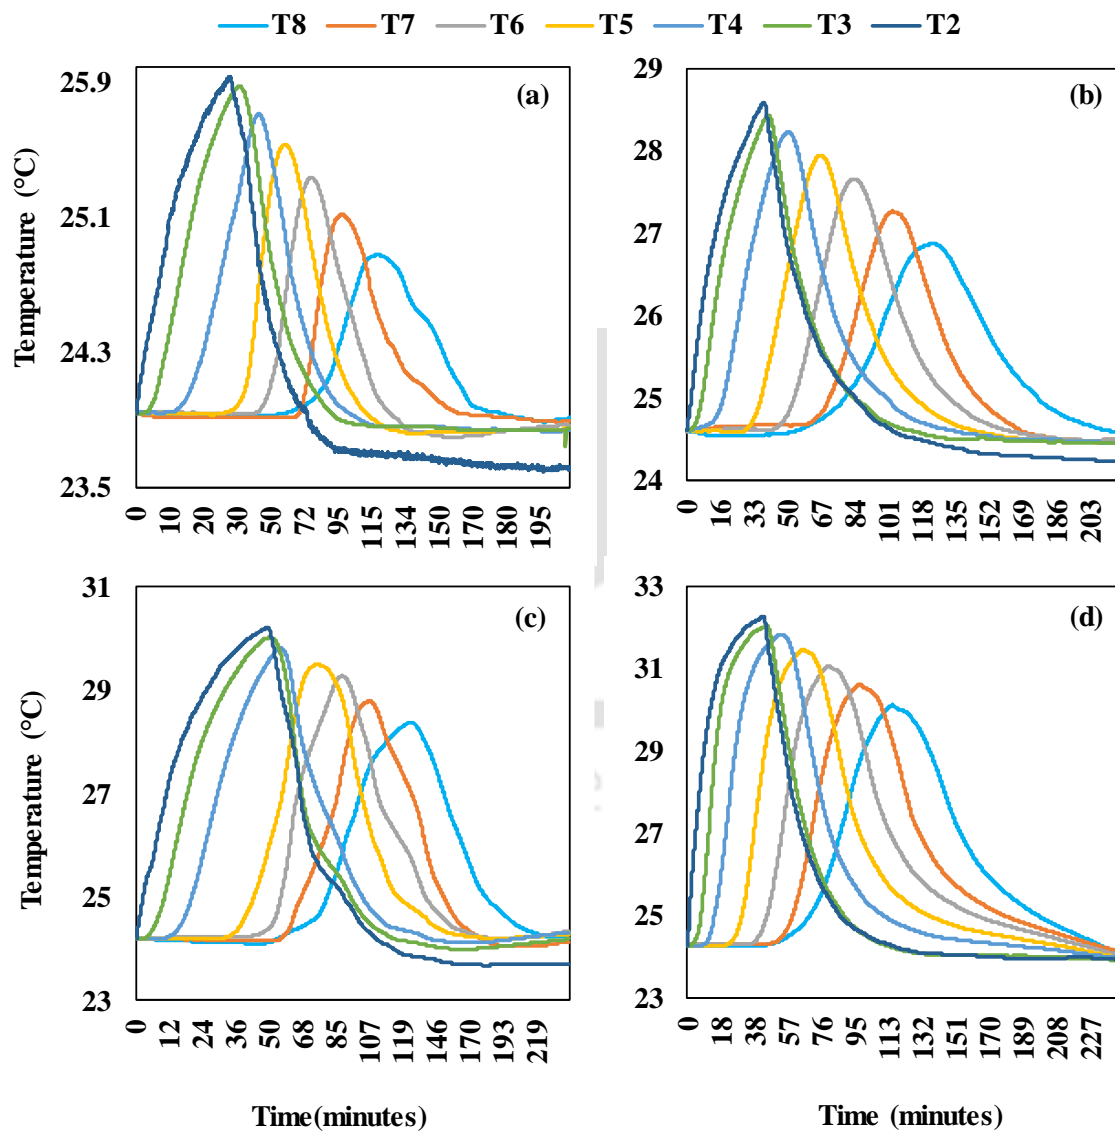 T8 T7 T6 T5 T4 T3 T2
(a)
25.9
25.1
24.3
23.5
Temperature (°C)
0 10 20 30 50 72 95 115 134 150 180 195
(b)
29
28
27
26
25
24
0 16 33 50 67 84 101 118 135 152 169 186 203
(c)
31
29
27
25
23
Temperature (°C)
0 12 24 36 50 68 85 107 119 146 170 193 219
Time(minutes)
(d)
33
31
29
27
25
23
0 18 38 57 76 95 113 132 151 170 189 208 227
Time (minutes)